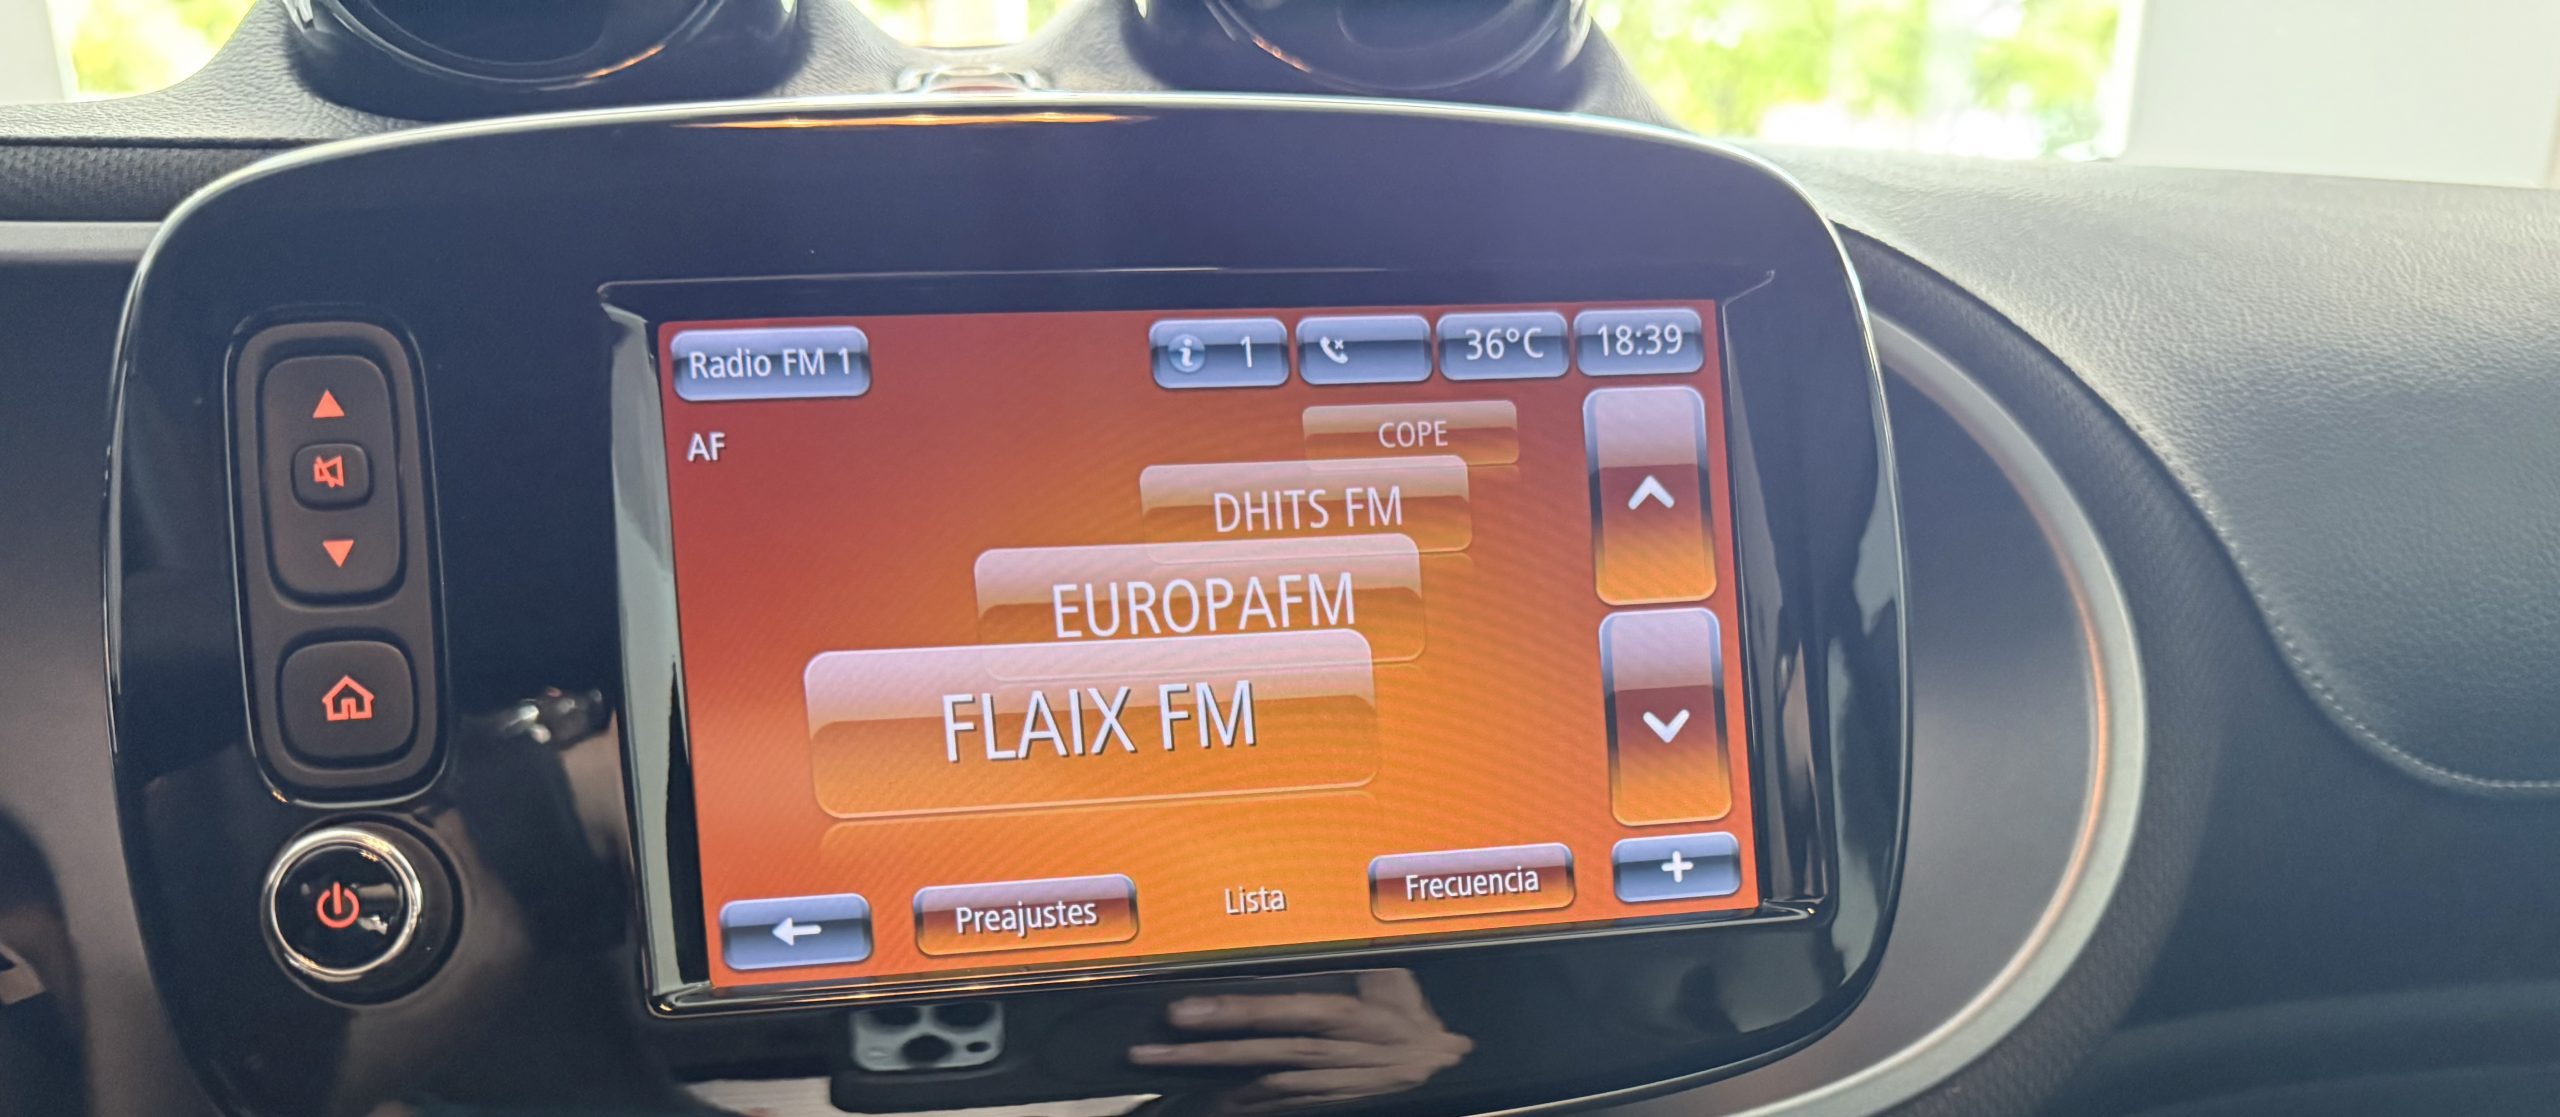 Radio FM 1
1
36°C
18:39
AF
COPE
DHITS FM
EUROPAFM
FLAIX FM
Preajustes
Lista
Frecuencia